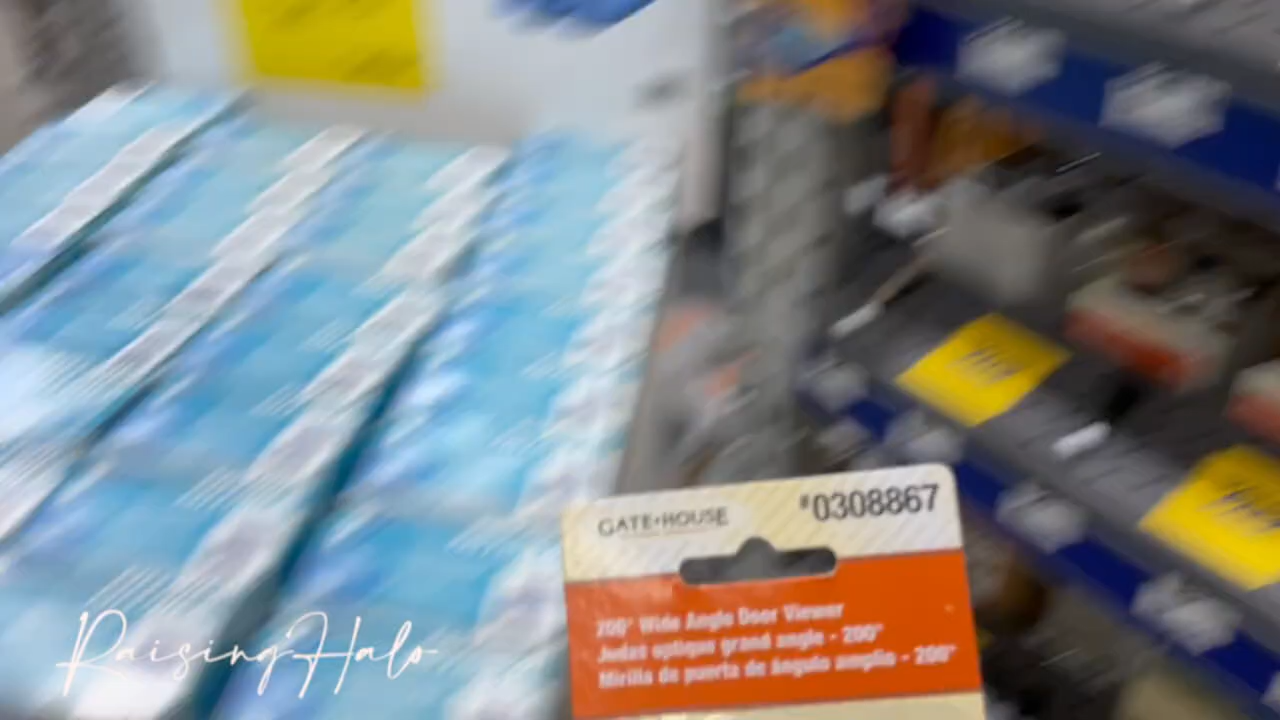 GATE HOUSE
#0308867
200° Wide Angle Door Viewer
Judas optique grand angle - 200°
Mirilla de puerta de ángulo amplio - 200°
RaisingHalo